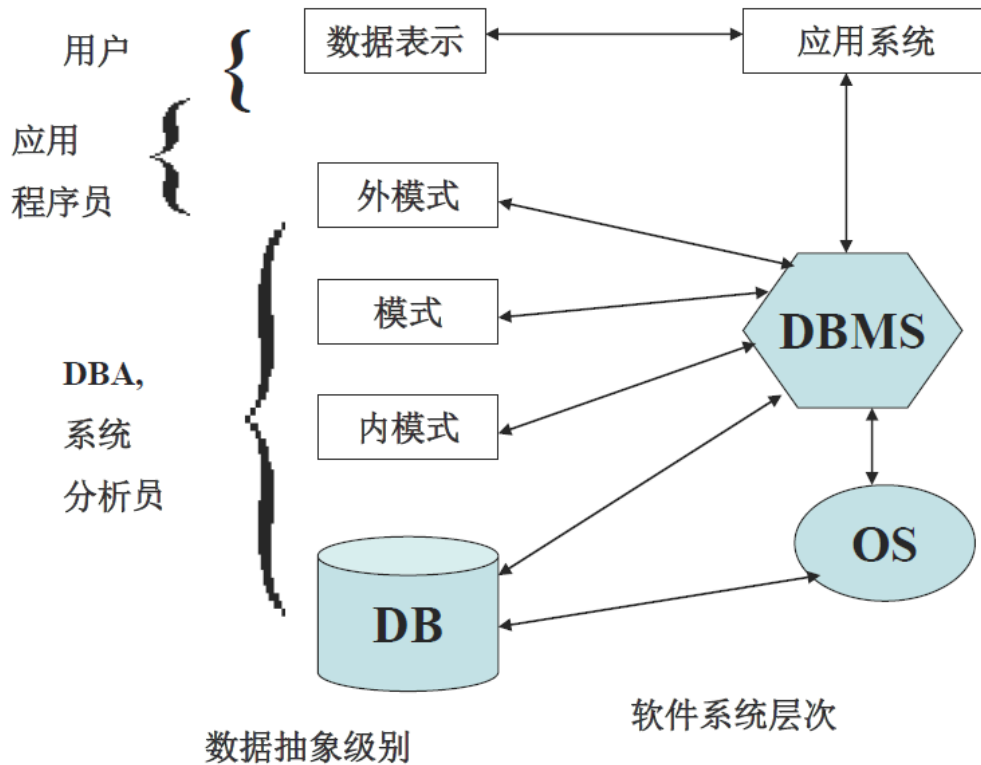 用户
数据表示
应用系统
应用
程序员
外模式
模式
DBMS
DBA,
系统
分析员
内模式
OS
DB
数据抽象级别
软件系统层次